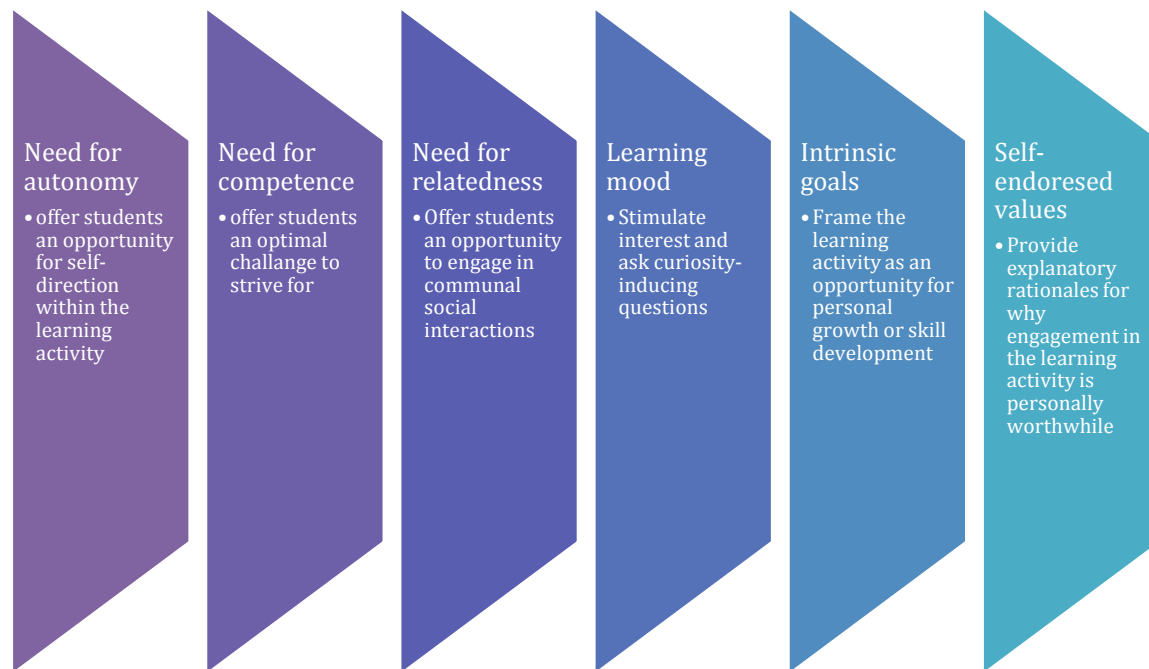 Need for
autonomy
• offer students
an opportunity
for self-
direction
within the
learning
activity
Need for
competence
• offer students
an optimal
challange to
strive for
Need for
relatedness
• Offer students
an opportunity
to engage in
communal
social
interactions
Learning
mood
• Stimulate
interest and
ask curiosity-
inducing
questions
Intrinsic
goals
• Frame the
learning
activity as an
opportunity for
personal
growth or skill
development
Self-
endoresed
values
• Provide
explanatory
rationales for
why
engagement in
the learning
activity is
personally
worthwhile